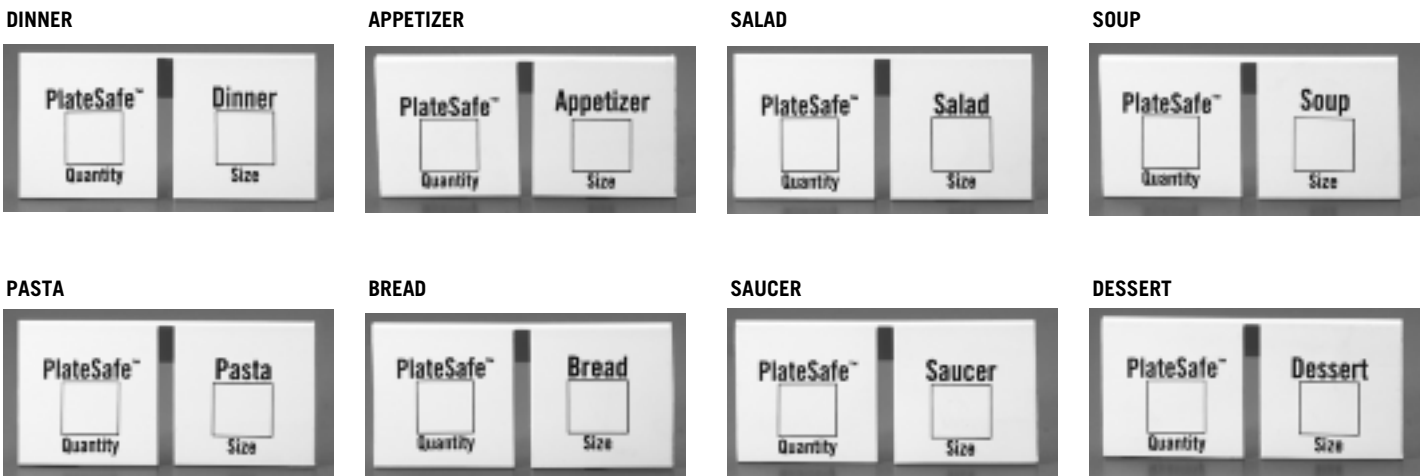 DINNER
APPETIZER
SALAD
SOUP
PlateSafe™ Dinner
Quantity Size
PlateSafe™ Appetizer
Quantity Size
PlateSafe™ Salad
Quantity Size
PlateSafe™ Soup
Quantity Size
PASTA
BREAD
SAUCER
DESSERT
PlateSafe™ Pasta
Quantity Size
PlateSafe™ Bread
Quantity Size
PlateSafe™ Saucer
Quantity Size
PlateSafe™ Dessert
Quantity Size